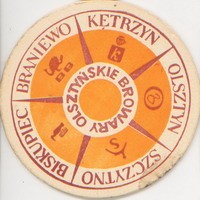 BRANIEWO
KĘTRZYN
OLSZTYN
SZCZYTNO
BISKUPIEC
OLSZTYŃSKIE BROWARY